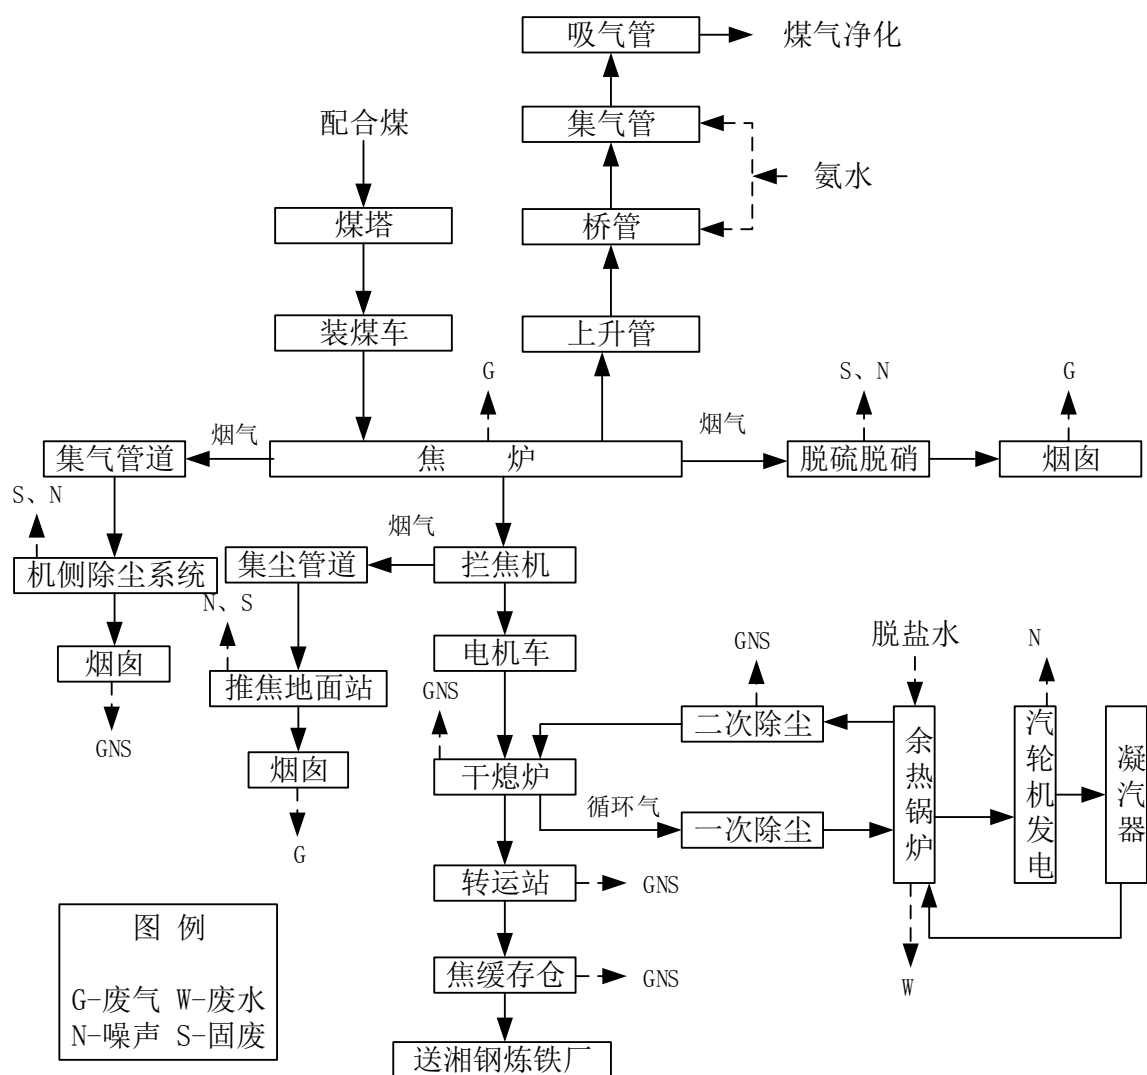 吸气管
煤气净化
配合煤
集气管
氨水
煤塔
桥管
装煤车
上升管
G
S、N
G
烟气
烟气
集气管道
焦 炉
脱硫脱硝
烟囱
S、N
烟气
机侧除尘系统
集尘管道
拦焦机
N、S
烟囱
电机车
GNS
脱盐水
N
推焦地面站
GNS
GNS
二次除尘
余热锅炉
汽轮机发电
凝汽器
烟囱
干熄炉
循环气
一次除尘
G
转运站
GNS
图 例
焦缓存仓
GNS
W
G-废气 W-废水
N-噪声 S-固废
送湘钢炼铁厂